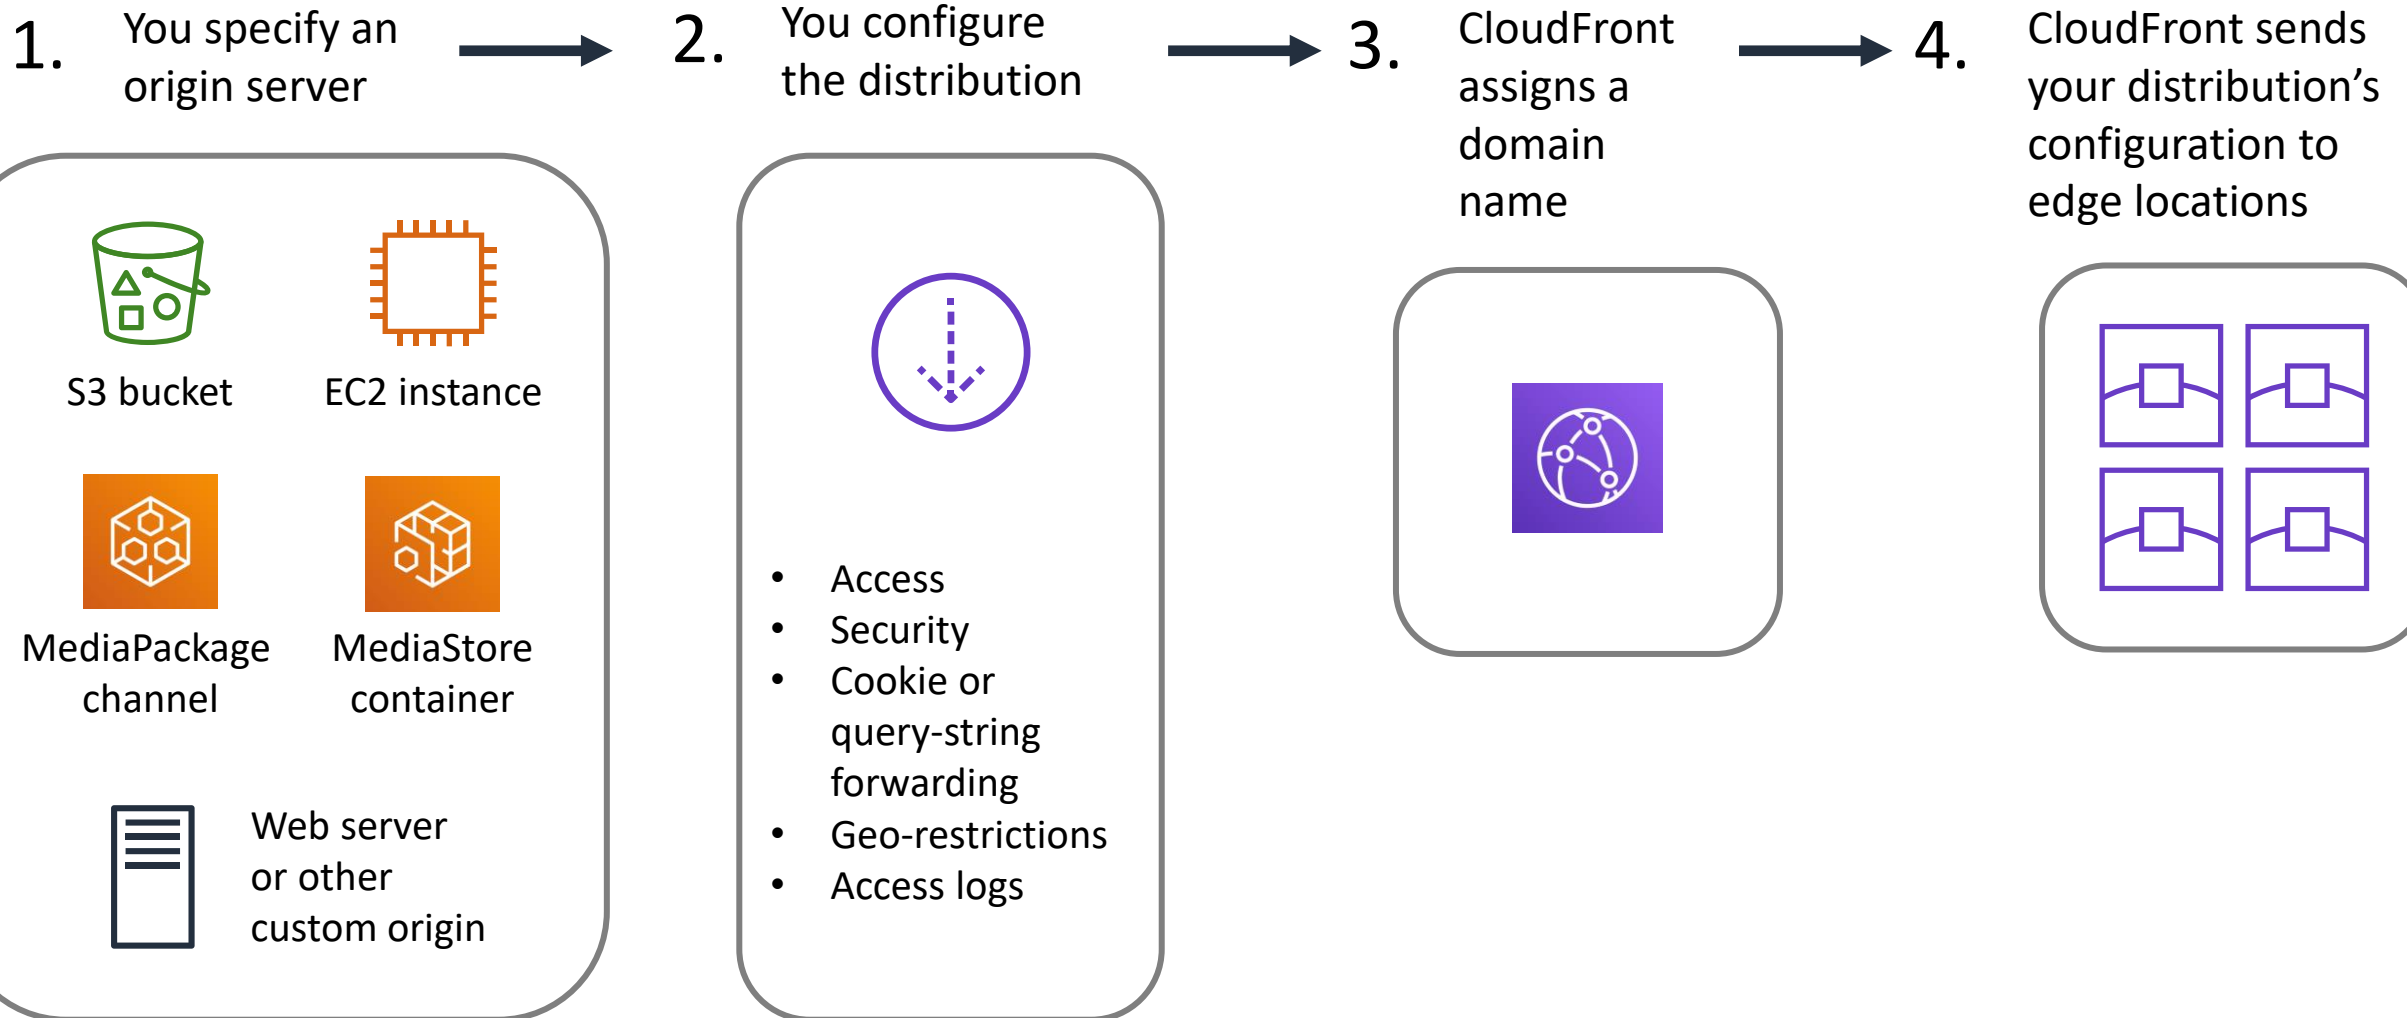 1.
You specify an
origin server
2.
You configure
the distribution
3.
CloudFront
assigns a
domain
name
4.
CloudFront sends
your distribution’s
configuration to
edge locations
S3 bucket
EC2 instance
MediaPackage
channel
MediaStore
container
Web server
or other
custom origin
• Access
• Security
• Cookie or
query-string
forwarding
• Geo-restrictions
• Access logs